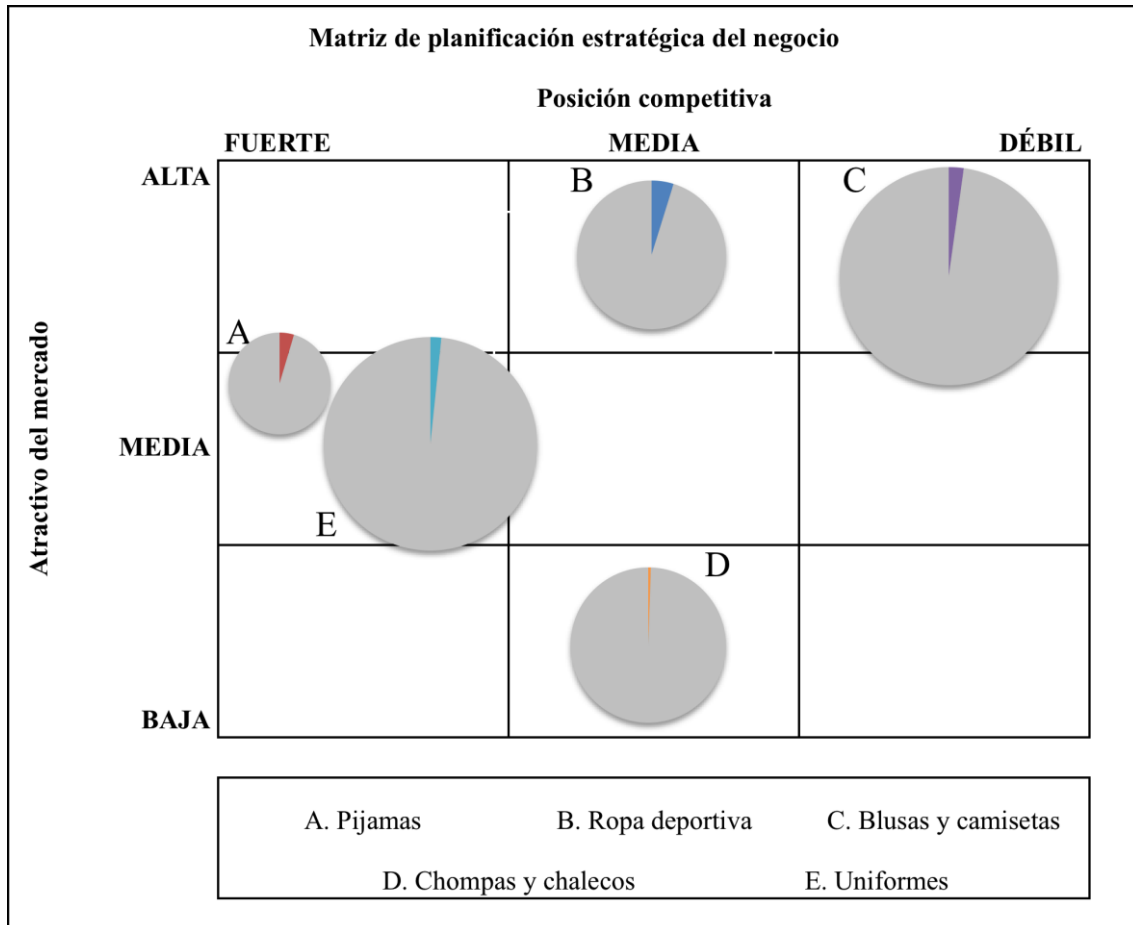 Matriz de planificación estratégica del negocio
Posición competitiva
FUERTE MEDIA DÉBIL
ALTA
B
C
A
Atractivo del mercado
MEDIA
E
D
BAJA
A. Pijamas B. Ropa deportiva C. Blusas y camisetas
D. Chompas y chalecos E. Uniformes